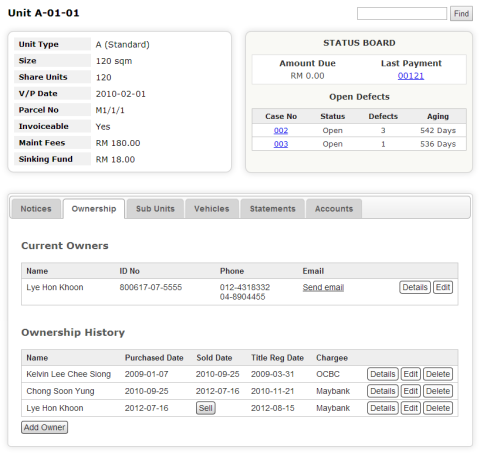 Unit A-01-01
Find
Unit Type A (Standard)
Size 120 sqm
Share Units 120
V/P Date 2010-02-01
Parcel No M1/1/1
Invoiceable Yes
Maint Fees RM 180.00
Sinking Fund RM 18.00
STATUS BOARD
Amount Due Last Payment
RM 0.00 00121
Open Defects
Case No Status Defects Aging
002 Open 3 542 Days
003 Open 1 536 Days
Notices Ownership Sub Units Vehicles Statements Accounts
Current Owners
Name ID No Phone Email
Lye Hon Khoon 800617-07-5555 012-4318332 Send email Details Edit
04-8904455
Ownership History
Name Purchased Date Sold Date Title Reg Date Chargee
Kelvin Lee Chee Siong 2009-01-07 2010-09-25 2009-03-31 OCBC Details Edit Delete
Chong Soon Yung 2010-09-25 2012-07-16 2010-11-21 Maybank Details Edit Delete
Lye Hon Khoon 2012-07-16 Sell 2012-08-15 Maybank Details Edit Delete
Add Owner